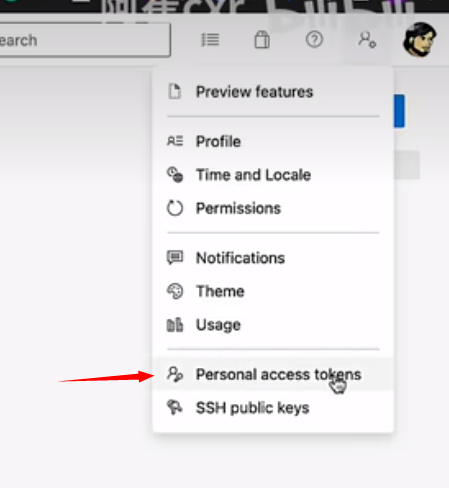 earch
Preview features
Profile
Time and Locale
Permissions
Notifications
Theme
Usage
Personal access tokens
SSH public keys